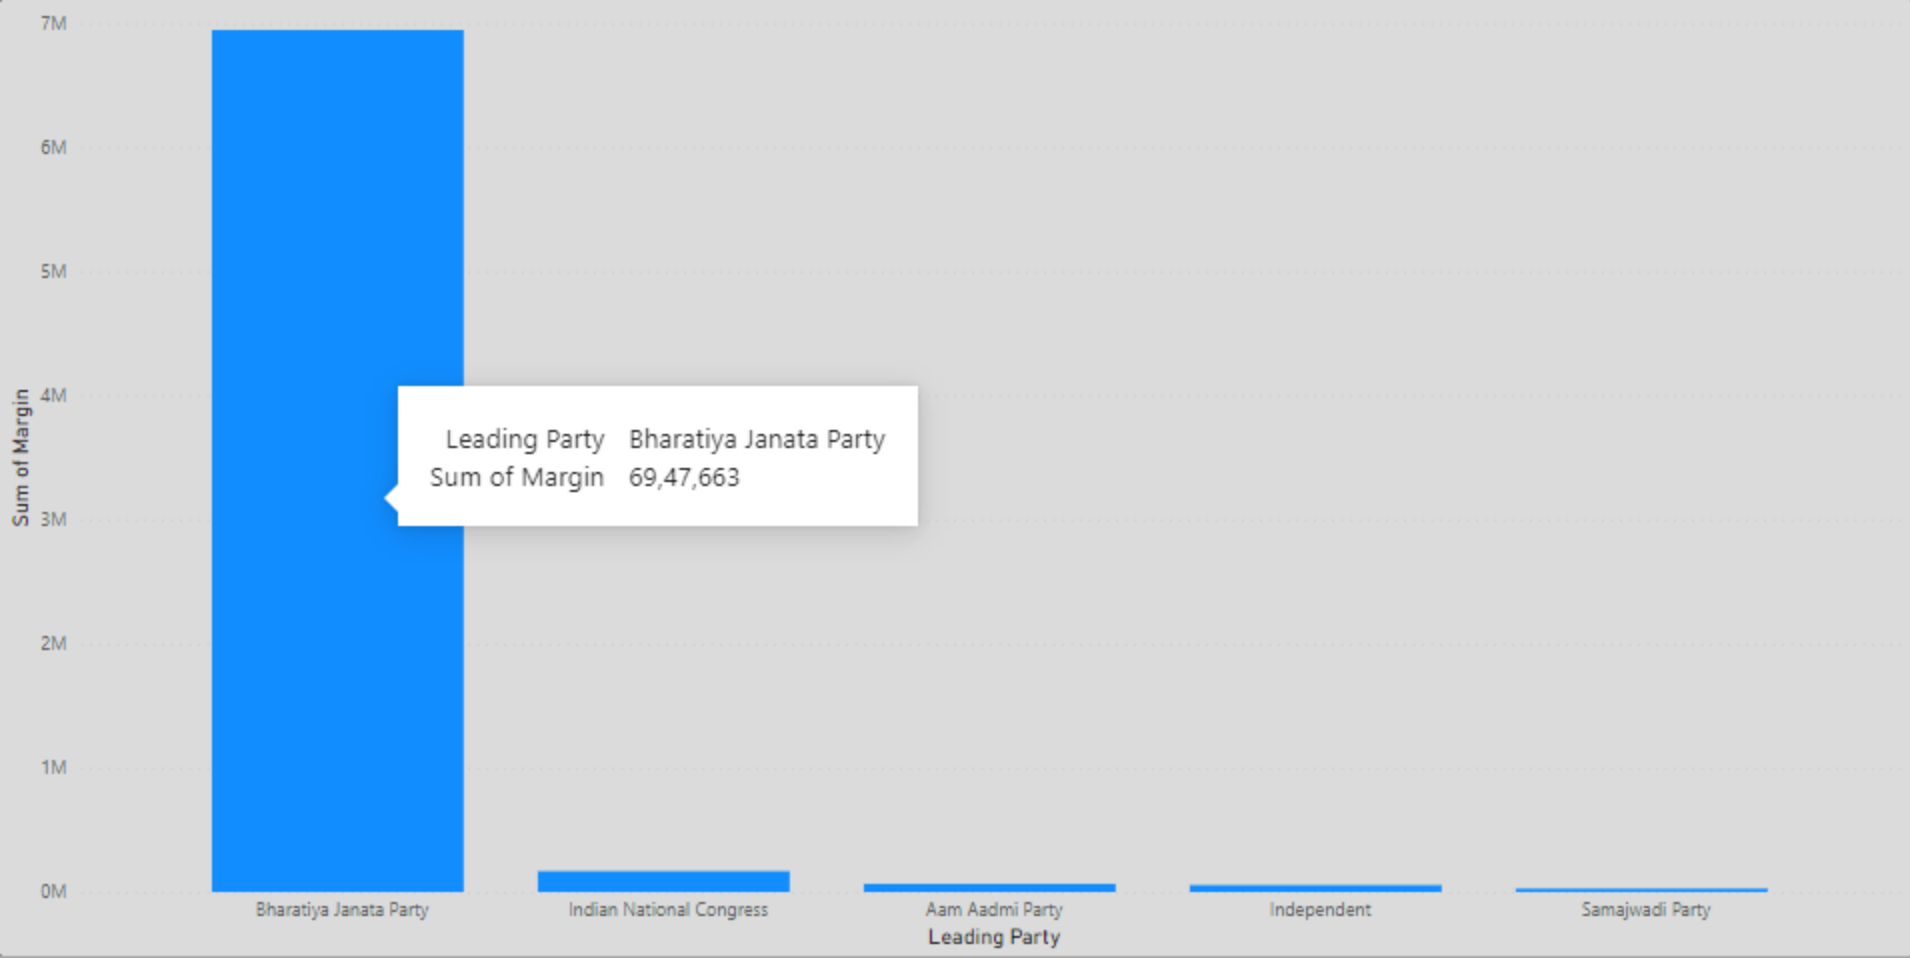 7M
6M
5M
4M
3M
2M
1M
0M
Sum of Margin
Leading Party Bharatiya Janata Party
Sum of Margin 69,47,663
Bharatiya Janata Party
Indian National Congress
Aam Aadmi Party
Independent
Samajwadi Party
Leading Party